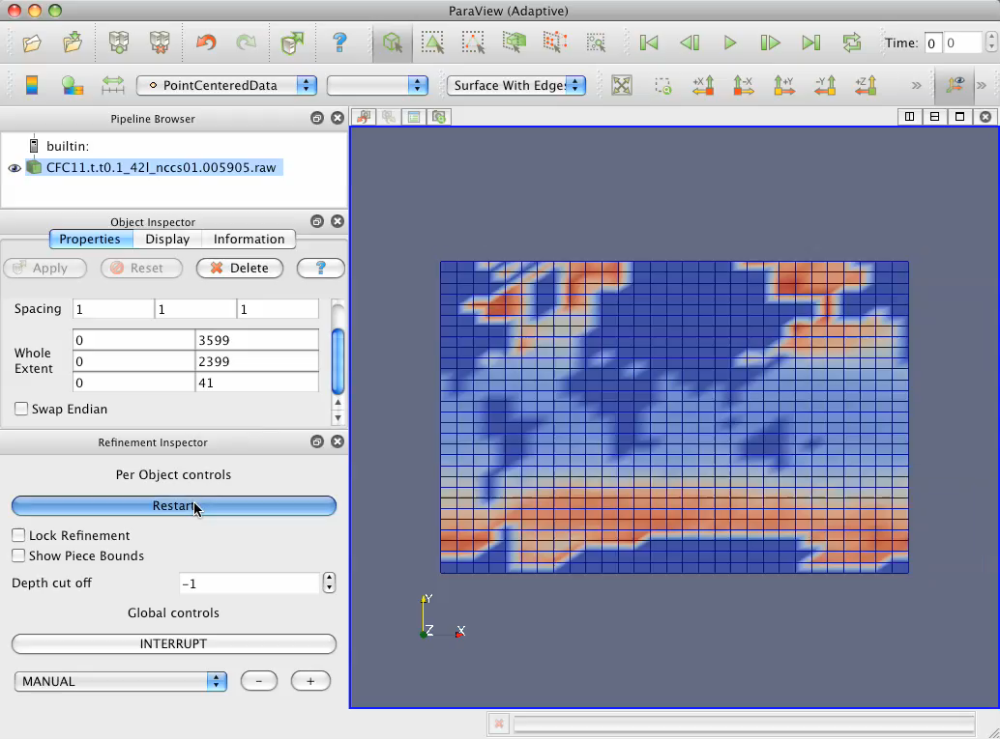 ParaView (Adaptive)
Time: 0 0
PointCenteredData
Surface With Edges
+X -X +Y -Y +Z
Pipeline Browser
builtin:
CFC11.t.t0.1_42l_nccs01.005905.raw
Object Inspector
Properties Display Information
Apply Reset Delete ?
Spacing 1 1 1
Whole Extent
0 3599
0 2399
0 41
Swap Endian
Refinement Inspector
Per Object controls
Restart
Lock Refinement
Show Piece Bounds
Depth cut off -1
Global controls
INTERRUPT
MANUAL - +
Y
Z X